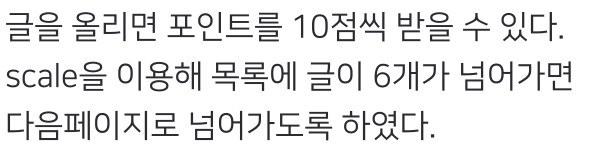 글을 올리면 포인트를 10점씩 받을 수 있다.
scale을 이용해 목록에 글이 6개가 넘어가면
다음페이지로 넘어가도록 하였다.